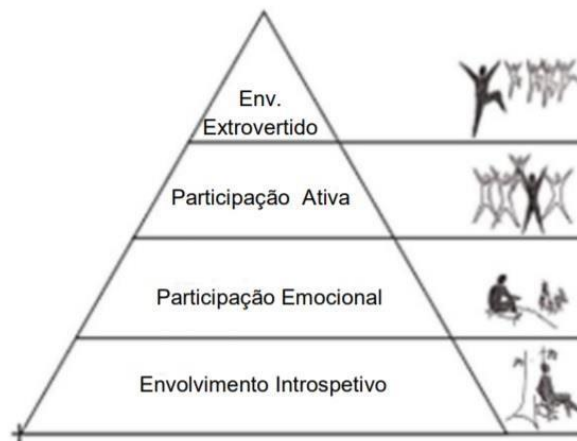 Env.
Extrovertido
Participação Ativa
Participação Emocional
Envolvimento Introspetivo